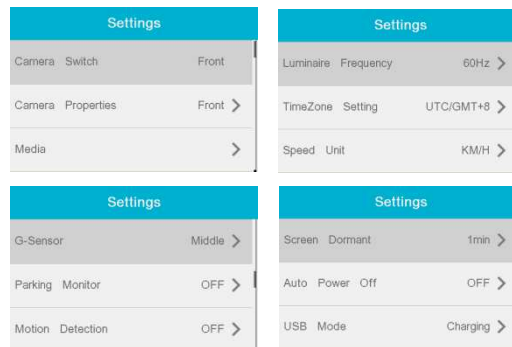 Settings
Camera Switch Front
Camera Properties Front
Media
Settings
Luminaire Frequency 60Hz
TimeZone Setting UTC/GMT+8
Speed Unit KM/H
Settings
G-Sensor Middle
Parking Monitor OFF
Motion Detection OFF
Settings
Screen Dormant 1min
Auto Power Off OFF
USB Mode Charging